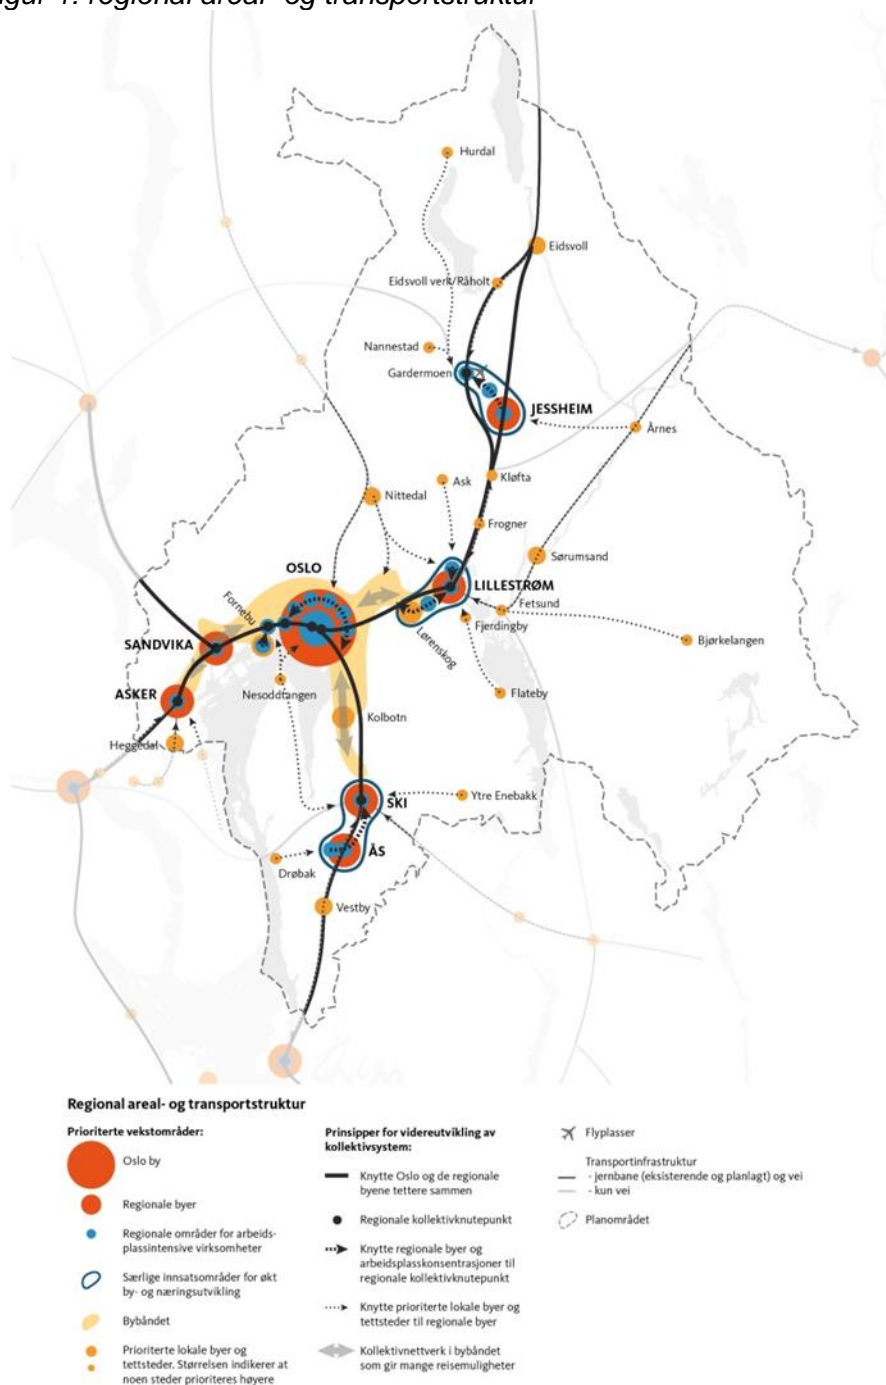 Hurdal
Eidsvoll
Eidsvoll verk/Råholt
Nannestad
Gardermoen
JESSHEIM
Årnes
Ask
Kløfta
Nittedal
Frogner
Sørumsand
OSLO
LILLESTRØM
Fornebu
Fetsund
Fjerdingby
Lørenskog
Bjørkelangen
SANDVIKA
ASKER
Nesoddtangen
Flateby
Kolbotn
Heggedal
SKI
Ytre Enebakk
ÅS
Drøbak
Vestby
Regional areal- og transportstruktur
Prioriterte vekstområder:
Oslo by
Regionale byer
Regionale områder for arbeids-
plassintensive virksomheter
Særlige innsatsområder for økt
by- og næringsutvikling
Bybåndet
Prioriterte lokale byer og
tettsteder. Størrelsen indikerer at
noen steder prioriteres høyere
Prinsipper for videreutvikling av
kollektivsystem:
Knytte Oslo og de regionale
byene tettere sammen
Regionale kollektivknutepunkt
Knytte regionale byer og
arbeidsplasskonsentrasjoner til
regionale kollektivknutepunkt
Knytte prioriterte lokale byer og
tettsteder til regionale byer
Kollektivnettverk i bybåndet
som gir mange reisemuligheter
Flyplasser
Transportinfrastruktur
- jernbane (eksisterende og planlagt) og vei
- kun vei
Planområdet